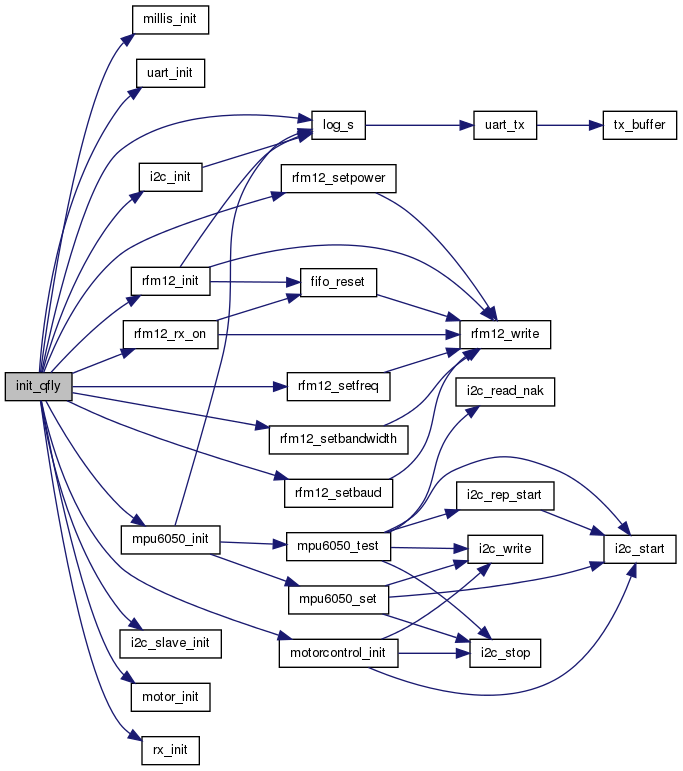 millis_init
uart_init
log_s
uart_tx
tx_buffer
i2c_init
rfm12_setpower
rfm12_init
fifo_reset
rfm12_rx_on
rfm12_write
init_qfly
rfm12_setfreq
i2c_read_nak
rfm12_setbandwidth
rfm12_setbaud
i2c_rep_start
mpu6050_init
mpu6050_test
i2c_write
i2c_start
mpu6050_set
i2c_slave_init
motorcontrol_init
i2c_stop
motor_init
rx_init